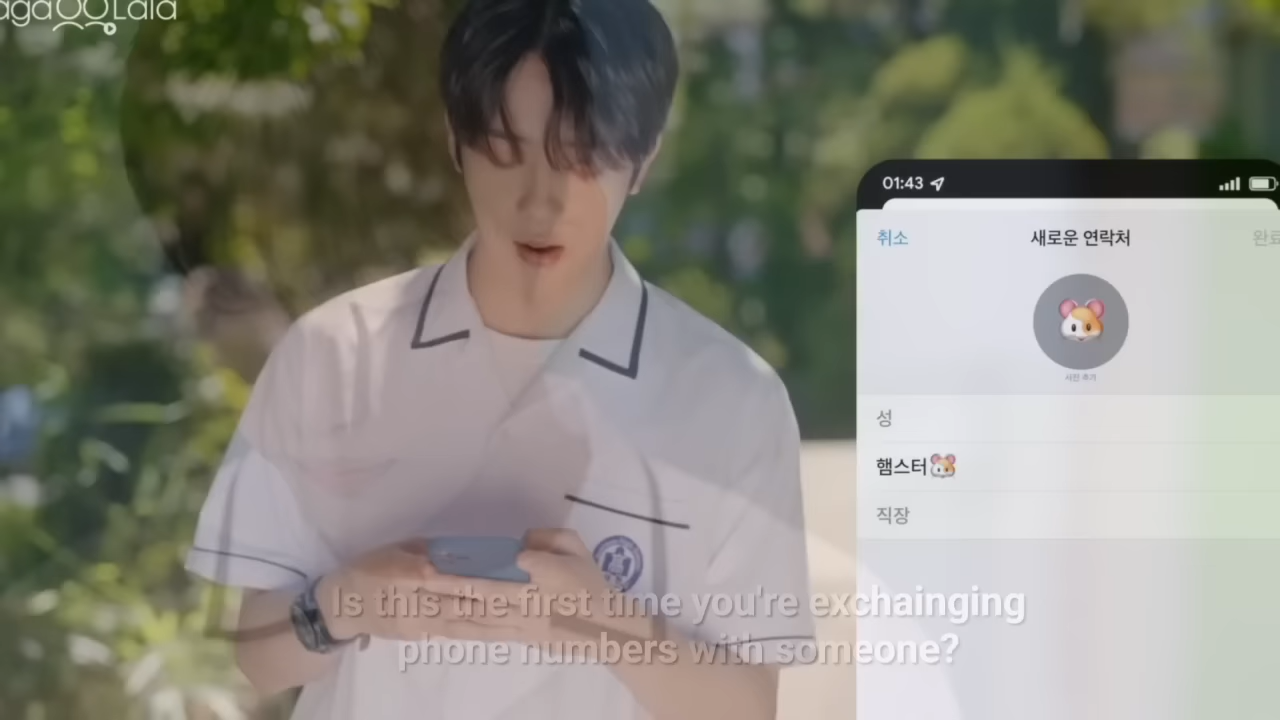 agaOOLala
01:43
취소
새로운 연락처
완료
사진 추가
성
햄스터🐹
직장
Is this the first time you're exchainging
phone numbers with someone?